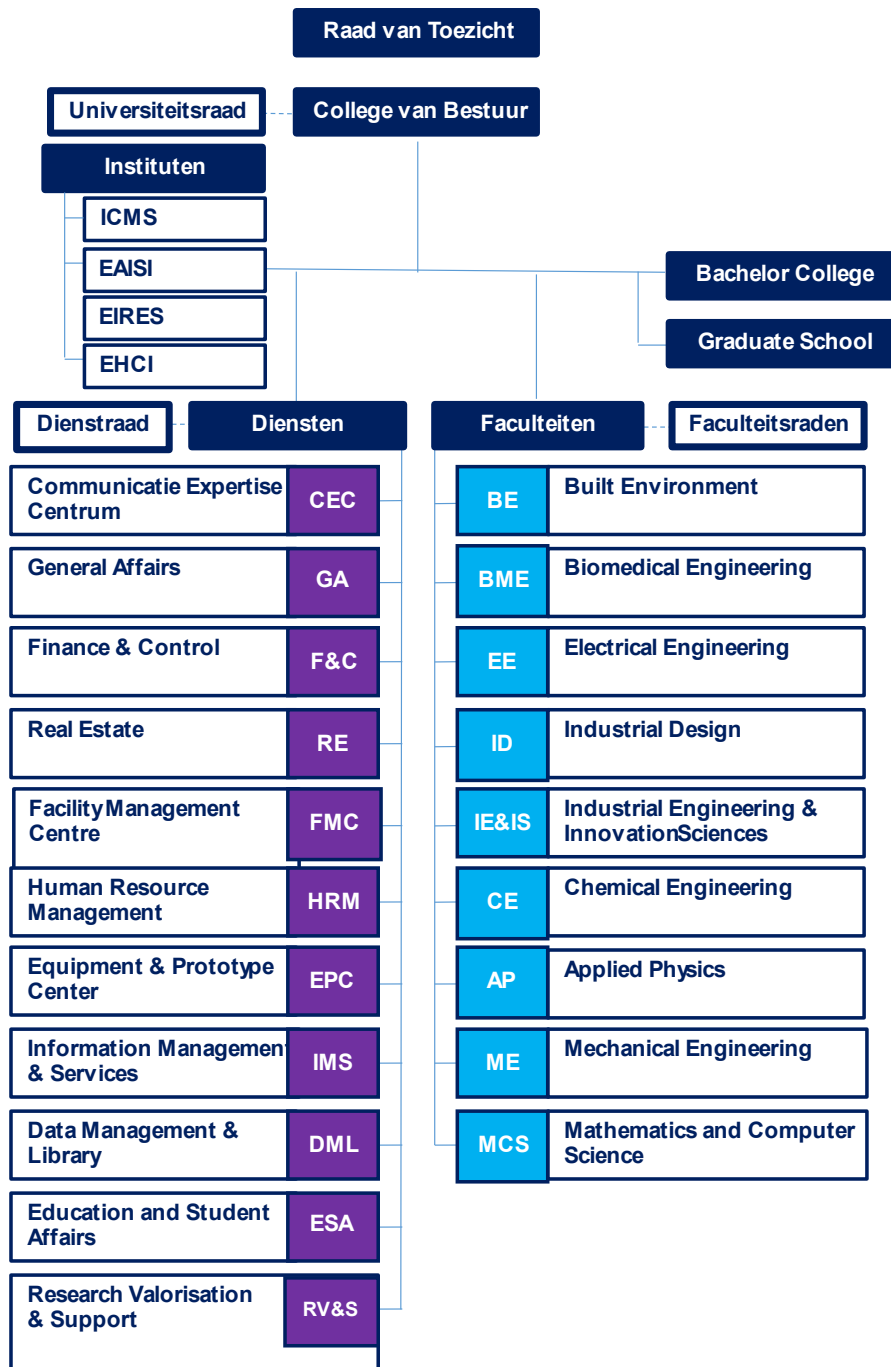 Raad van Toezicht
Universiteitsraad
College van Bestuur
Instituten
ICMS
EAISI
EIRES
EHCI
Bachelor College
Graduate School
Dienstraad
Diensten
Faculteiten
Faculteitsraden
Communicatie Expertise
Centrum
CEC
General Affairs
GA
Finance & Control
F&C
Real Estate
RE
Facility Management
Centre
FMC
Human Resource
Management
HRM
Equipment & Prototype
Center
EPC
Information Management
& Services
IMS
Data Management &
Library
DML
Education and Student
Affairs
ESA
Research Valorisation
& Support
RV&S
BE
Built Environment
BME
Biomedical Engineering
EE
Electrical Engineering
ID
Industrial Design
IE&IS
Industrial Engineering &
InnovationSciences
CE
Chemical Engineering
AP
Applied Physics
ME
Mechanical Engineering
MCS
Mathematics and Computer
Science